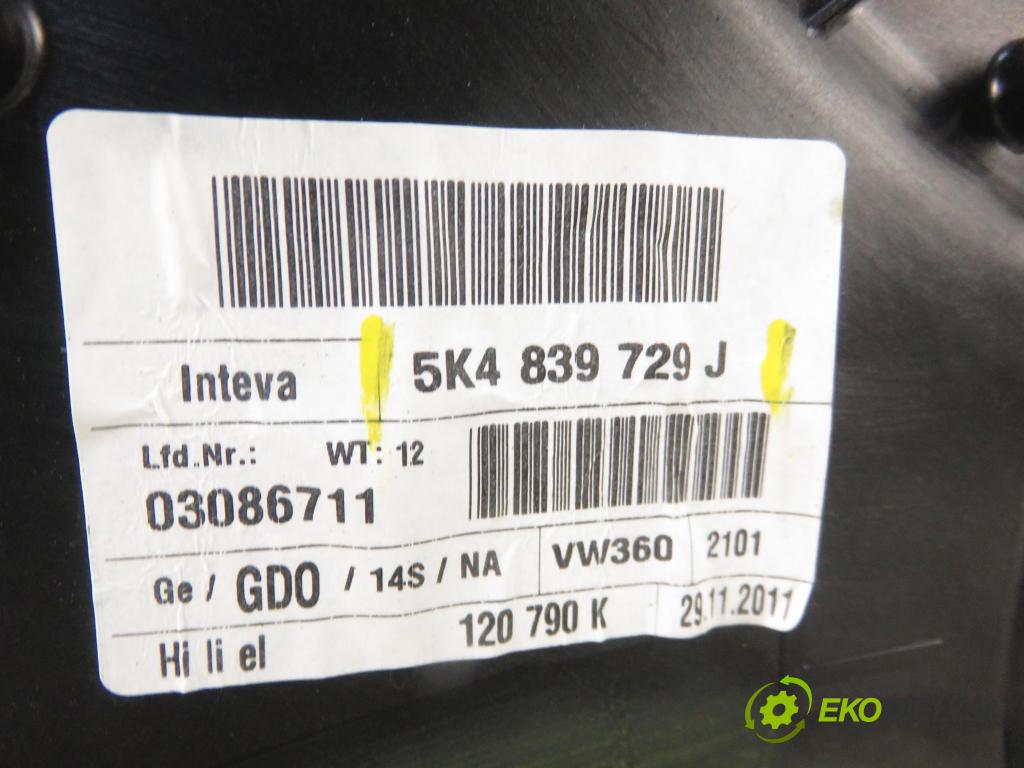 Inteva 5K4 839 729 J
Lfd.Nr.: WT: 12
03086711
Ge / GDO / 14S / NA VW360 2101
Hi li el 120 790 K 29.11.2011
EKO